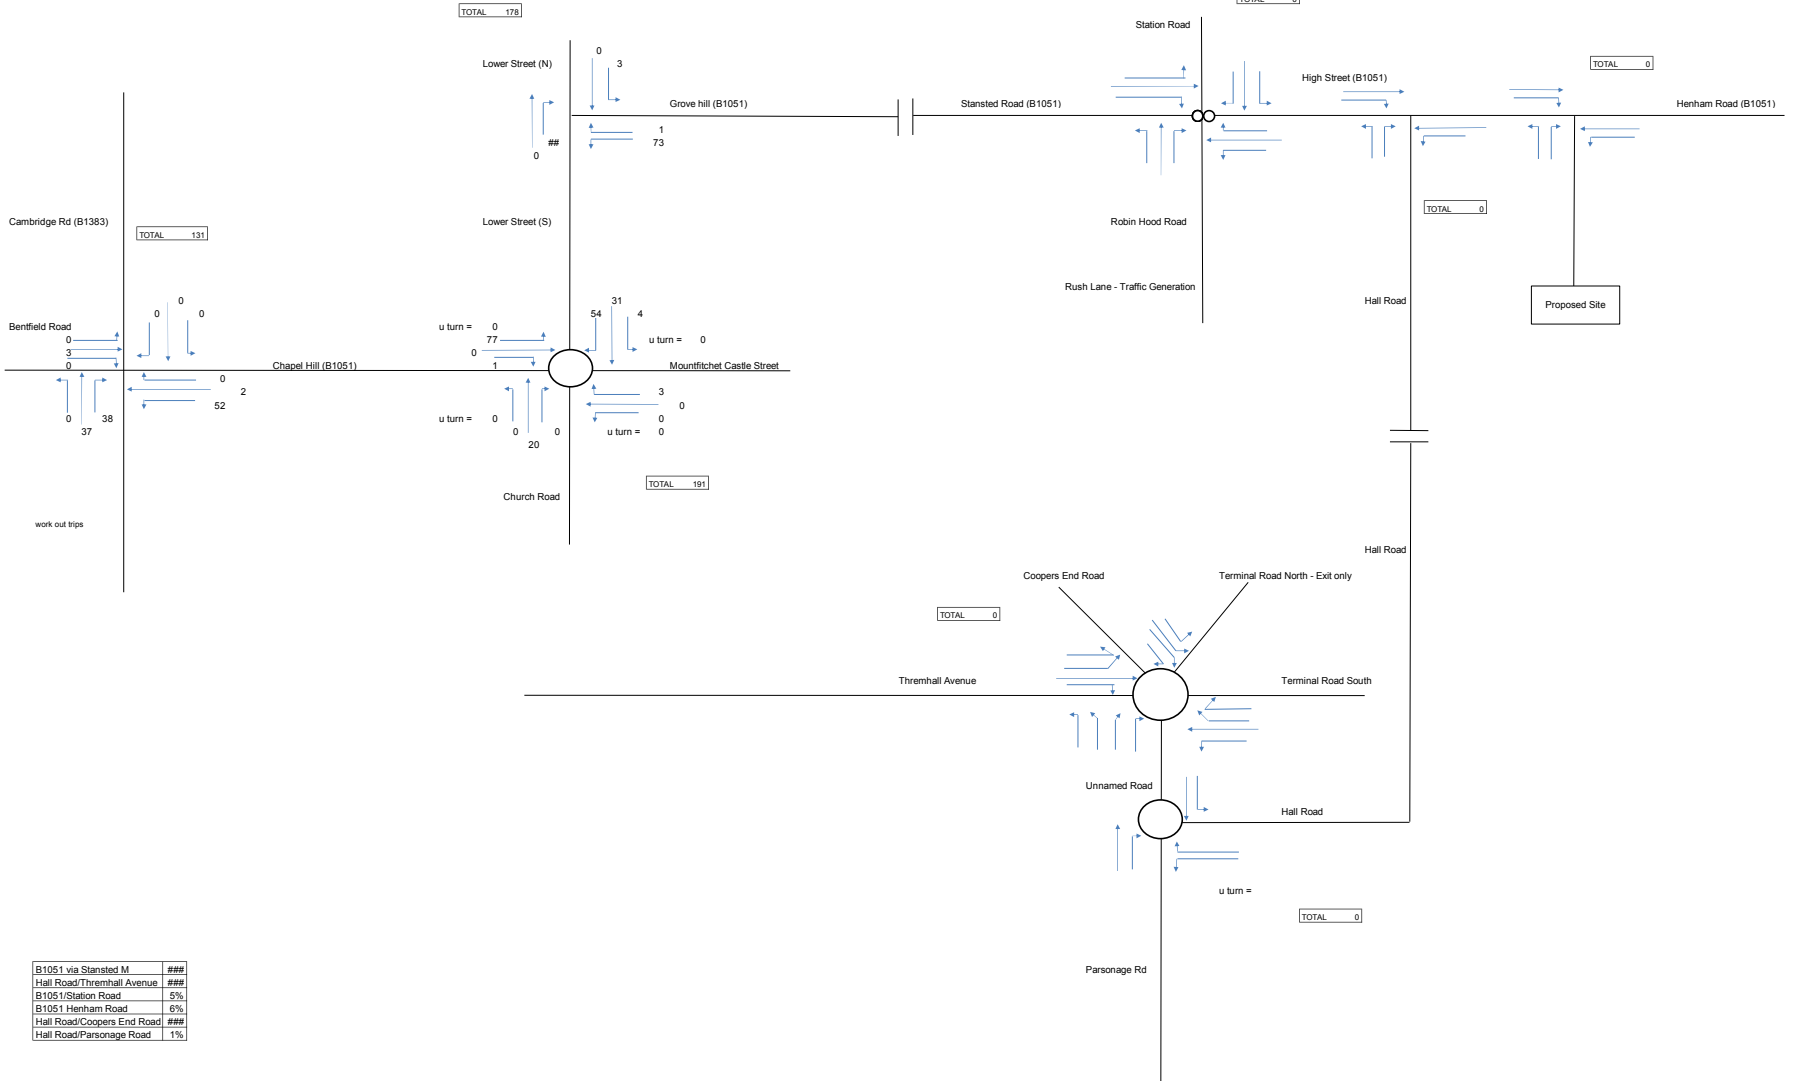 TOTAL 178
Station Road
Lower Street (N)
0
3
High Street (B1051)
TOTAL 0
Grove hill (B1051)
Stansted Road (B1051)
Henham Road (B1051)
1
##
73
0
TOTAL 0
Cambridge Rd (B1383)
TOTAL 131
Lower Street (S)
Robin Hood Road
Rush Lane - Traffic Generation
Hall Road
Proposed Site
0
0
0
31
54
4
Bentfield Road
u turn = 0
0
77
u turn = 0
3
0
0
Chapel Hill (B1051)
1
Mountfitchet Castle Street
0
2
52
3
0
0
38
37
u turn = 0
0
0
20
0
u turn = 0
TOTAL 191
Church Road
work out trips
Hall Road
Coopers End Road
Terminal Road North - Exit only
TOTAL 0
Thremhall Avenue
Terminal Road South
Unnamed Road
Hall Road
u turn =
TOTAL 0
Parsonage Rd
B1051 via Stansted M ###
Hall Road/Thremhall Avenue ###
B1051/Station Road 5%
B1051 Henham Road 6%
Hall Road/Coopers End Road ###
Hall Road/Parsonage Road 1%